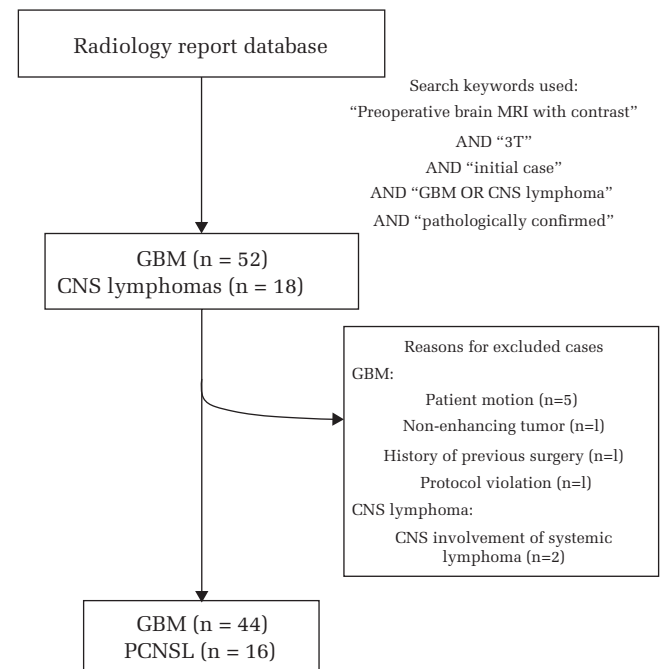 Radiology report database
Search keywords used:
“Preoperative brain MRI with contrast”
AND “3T”
AND “initial case”
AND “GBM OR CNS lymphoma”
AND “pathologically confirmed”
GBM (n = 52)
CNS lymphomas (n = 18)
Reasons for excluded cases
GBM:
Patient motion (n=5)
Non-enhancing tumor (n=l)
History of previous surgery (n=l)
Protocol violation (n=l)
CNS lymphoma:
CNS involvement of systemic
lymphoma (n=2)
GBM (n = 44)
PCNSL (n = 16)